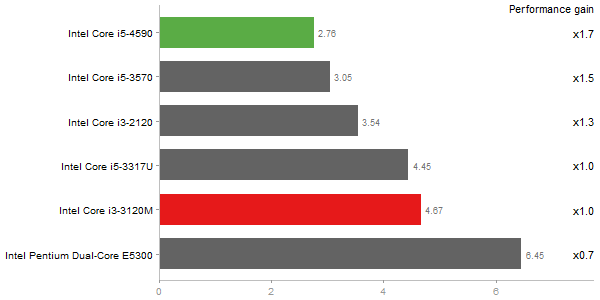 Performance gain
Intel Core i5-4590 2.76 x1.7
Intel Core i5-3570 3.05 x1.5
Intel Core i3-2120 3.54 x1.3
Intel Core i5-3317U 4.45 x1.0
Intel Core i3-3120M 4.67 x1.0
Intel Pentium Dual-Core E5300 6.45 x0.7
0 2 4 6